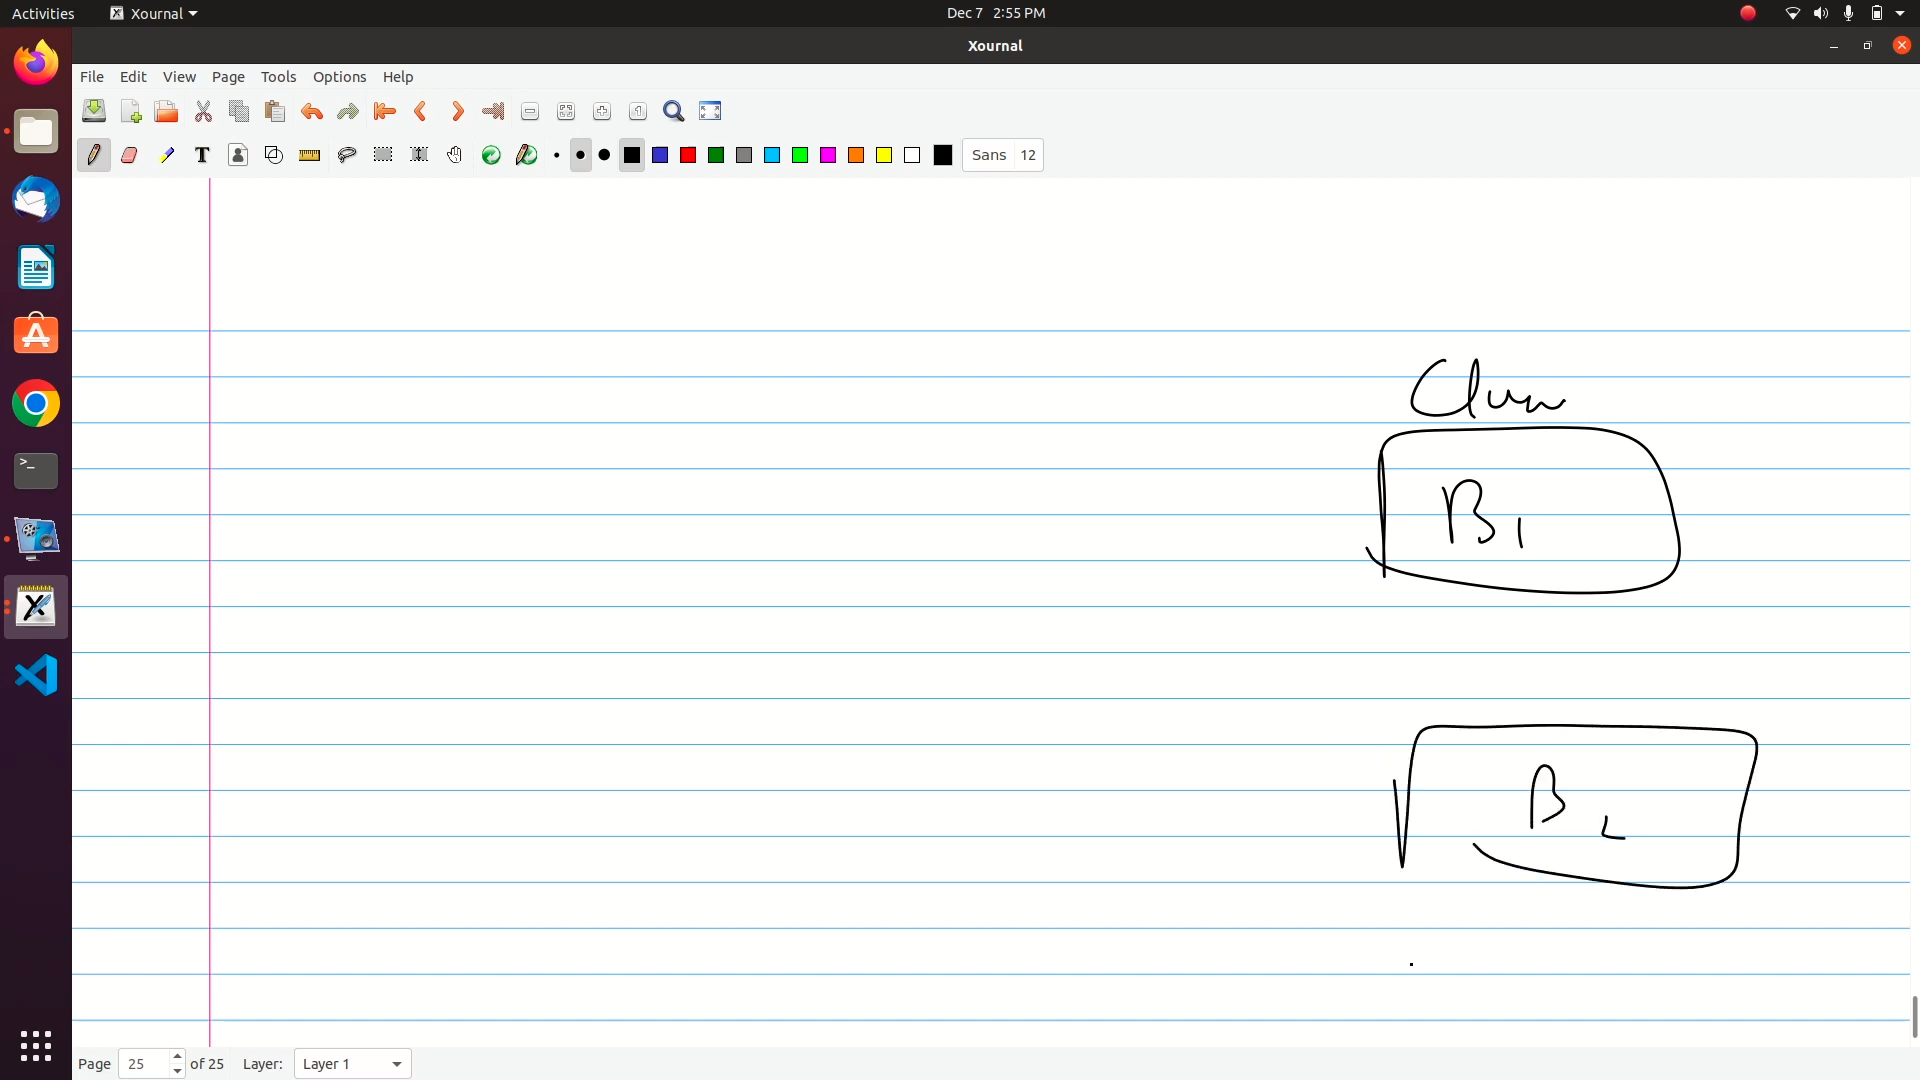 Activities Xournal Dec 7 2:55 PM
Xournal
File Edit View Page Tools Options Help
T Sans 12
B1
B2
Page 25 of 25 Layer: Layer 1